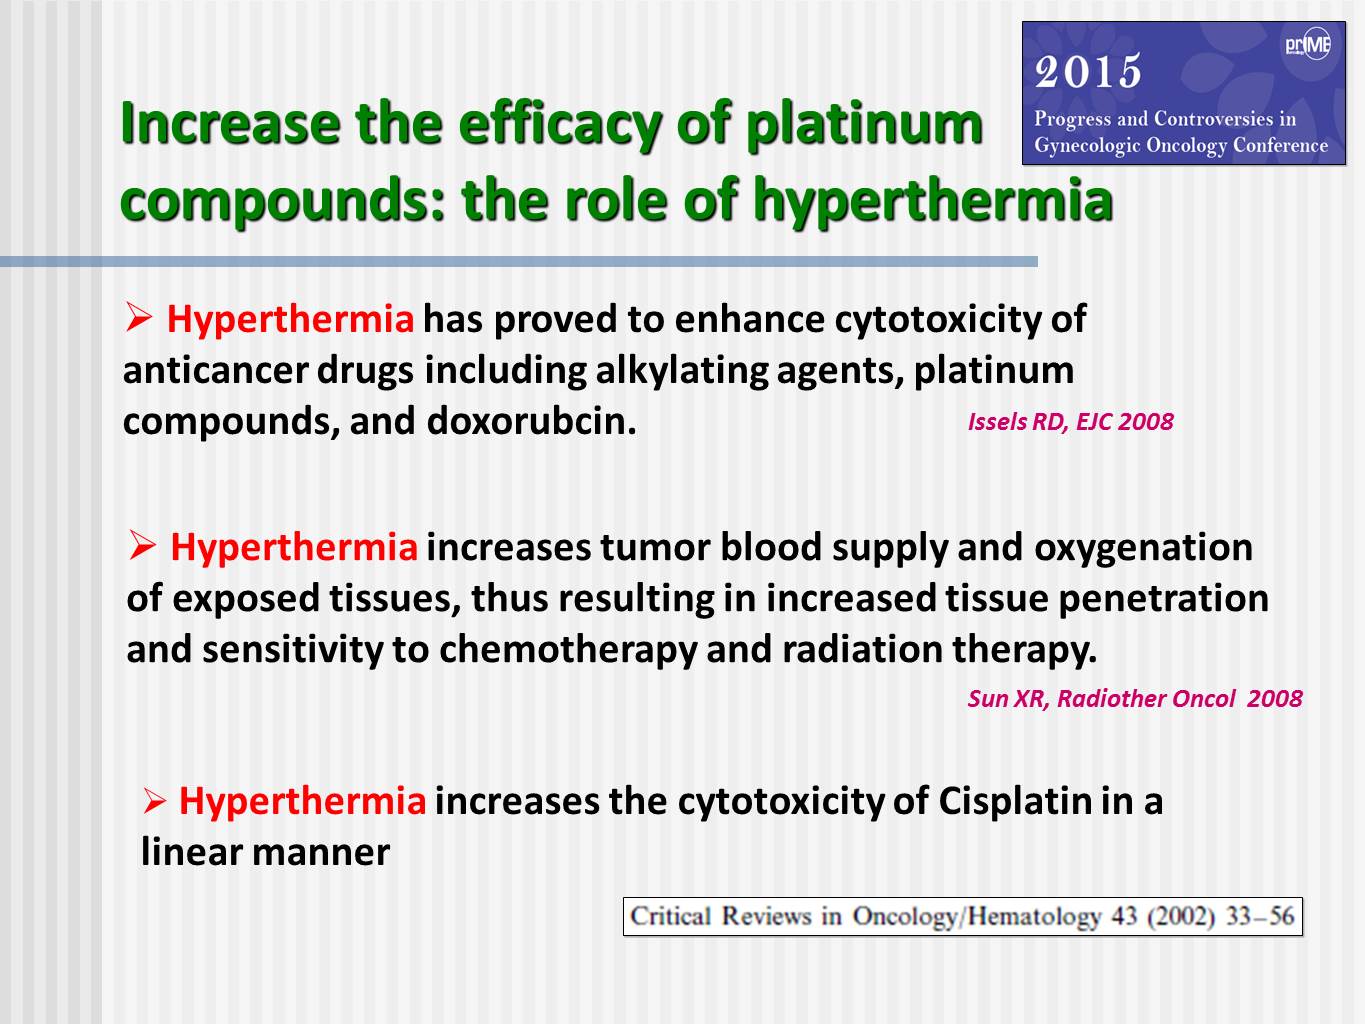 prIME
2015
Progress and Controversies in
Gynecologic Oncology Conference
Increase the efficacy of platinum
compounds: the role of hyperthermia
Hyperthermia has proved to enhance cytotoxicity of
anticancer drugs including alkylating agents, platinum
compounds, and doxorubcin.
Issels RD, EJC 2008
Hyperthermia increases tumor blood supply and oxygenation
of exposed tissues, thus resulting in increased tissue penetration
and sensitivity to chemotherapy and radiation therapy.
Sun XR, Radiother Oncol 2008
Hyperthermia increases the cytotoxicity of Cisplatin in a
linear manner
Critical Reviews in Oncology/Hematology 43 (2002) 33–56